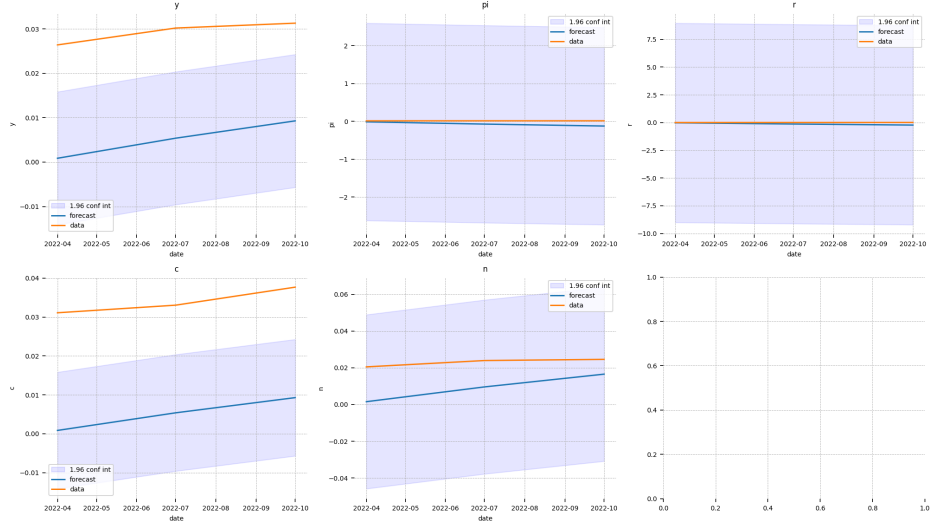 y
0.03
0.02
0.01
0.00
−0.01
y
1.96 conf int
forecast
data
2022-04 2022-05 2022-06 2022-07 2022-08 2022-09 2022-10
date
pi
2
1
0
−1
−2
pi
1.96 conf int
forecast
data
2022-04 2022-05 2022-06 2022-07 2022-08 2022-09 2022-10
date
r
7.5
5.0
2.5
0.0
−2.5
−5.0
−7.5
−10.0
r
1.96 conf int
forecast
data
2022-04 2022-05 2022-06 2022-07 2022-08 2022-09 2022-10
date
c
0.04
0.03
0.02
0.01
0.00
−0.01
c
1.96 conf int
forecast
data
2022-04 2022-05 2022-06 2022-07 2022-08 2022-09 2022-10
date
n
0.06
0.04
0.02
0.00
−0.02
−0.04
n
1.96 conf int
forecast
data
2022-04 2022-05 2022-06 2022-07 2022-08 2022-09 2022-10
date
1.0
0.8
0.6
0.4
0.2
0.0
0.0 0.2 0.4 0.6 0.8 1.0